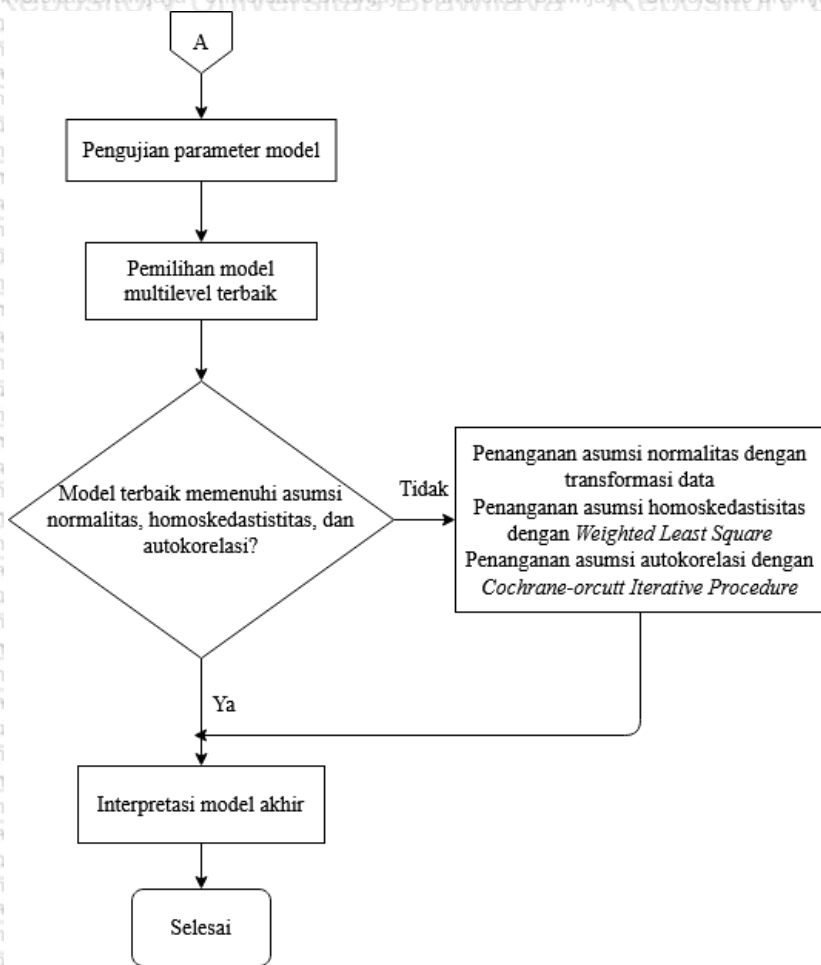 A
Pengujian parameter model
Pemilihan model
multilevel terbaik
Model terbaik memenuhi asumsi
normalitas, homoskedastistitas, dan
autokorelasi?
Tidak
Penanganan asumsi normalitas dengan
transformasi data
Penanganan asumsi homoskedastisitas
dengan Weighted Least Square
Penanganan asumsi autokorelasi dengan
Cochrane-orcutt Iterative Procedure
Ya
Interpretasi model akhir
Selesai